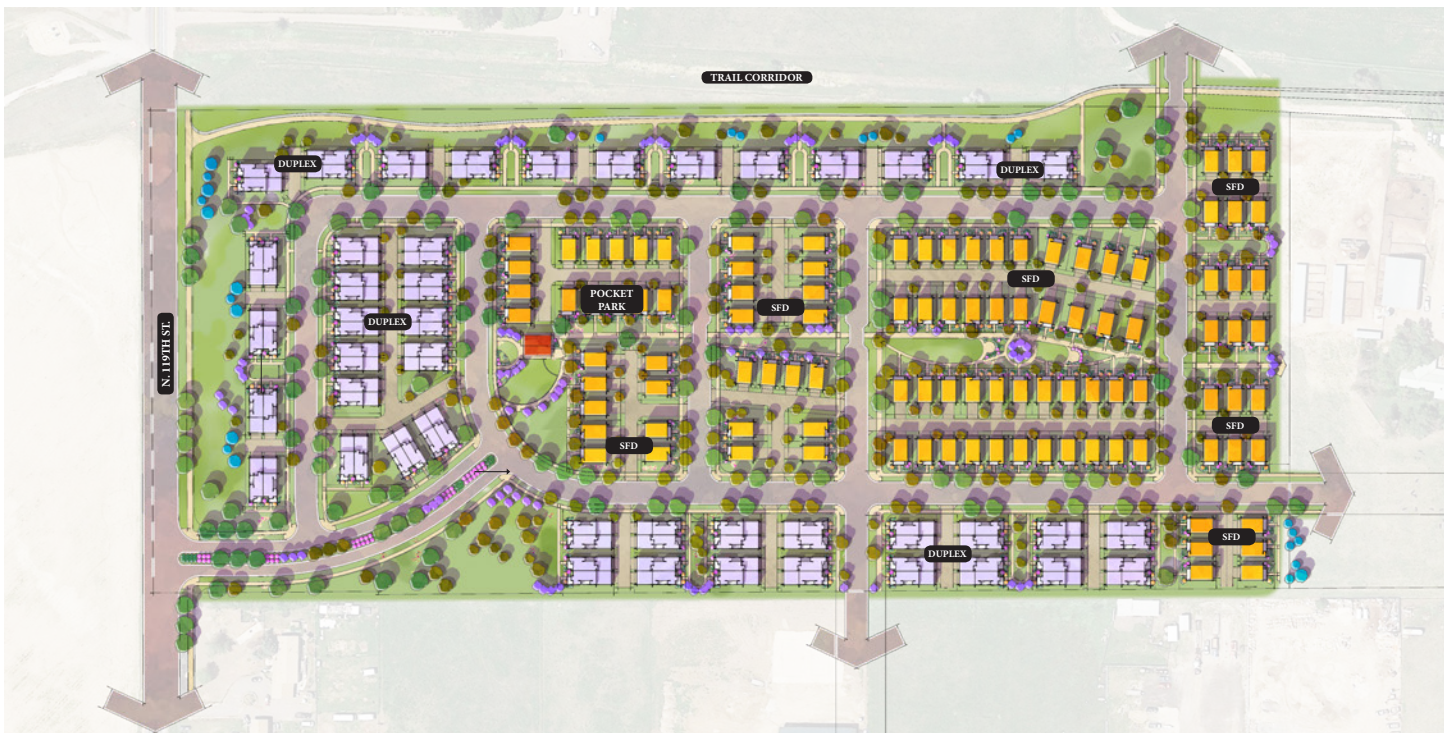 TRAIL CORRIDOR
DUPLEX
DUPLEX
SFD
SFD
POCKET
PARK
SFD
DUPLEX
N. 119TH ST.
SFD
SFD
SFD
DUPLEX